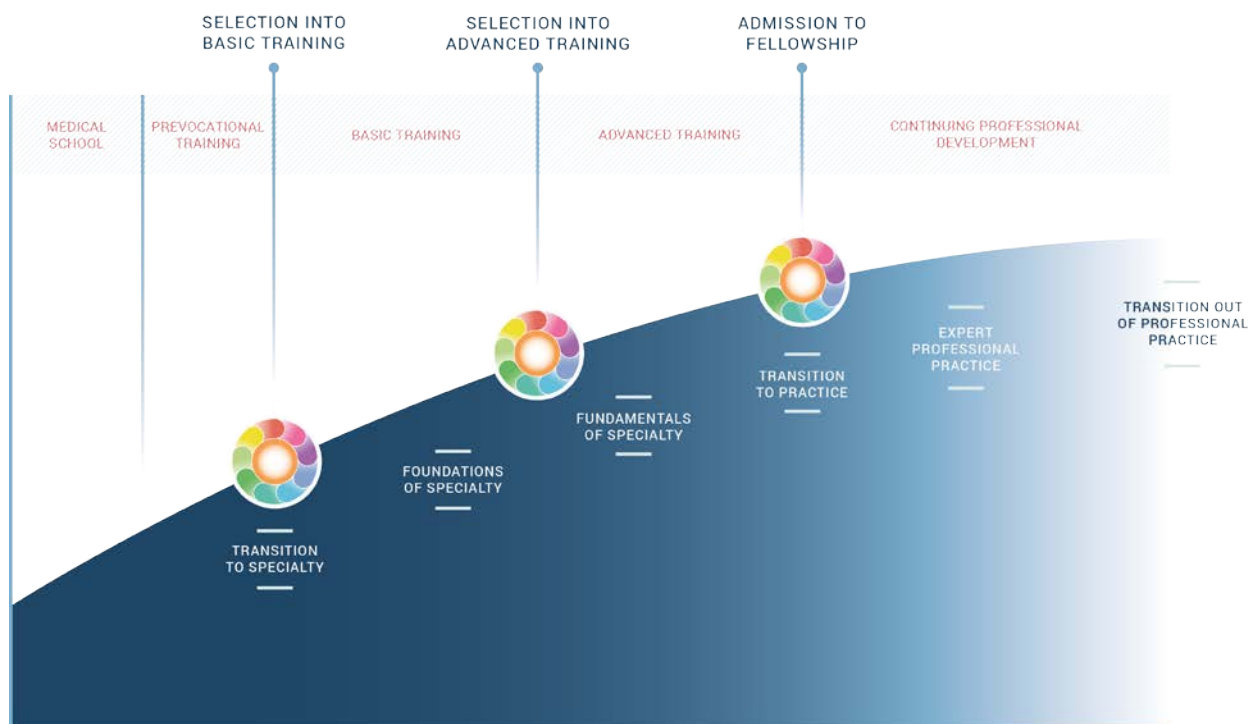 SELECTION INTO
BASIC TRAINING
SELECTION INTO
ADVANCED TRAINING
ADMISSION TO
FELLOWSHIP
MEDICAL
SCHOOL
PREVOCATIONAL
TRAINING
BASIC TRAINING
ADVANCED TRAINING
CONTINUING PROFESSIONAL
DEVELOPMENT
TRANSITION
TO SPECIALTY
FOUNDATIONS
OF SPECIALTY
FUNDAMENTALS
OF SPECIALTY
TRANSITION
TO PRACTICE
EXPERT
PROFESSIONAL
PRACTICE
TRANSITION OUT
OF PROFESSIONAL
PRACTICE